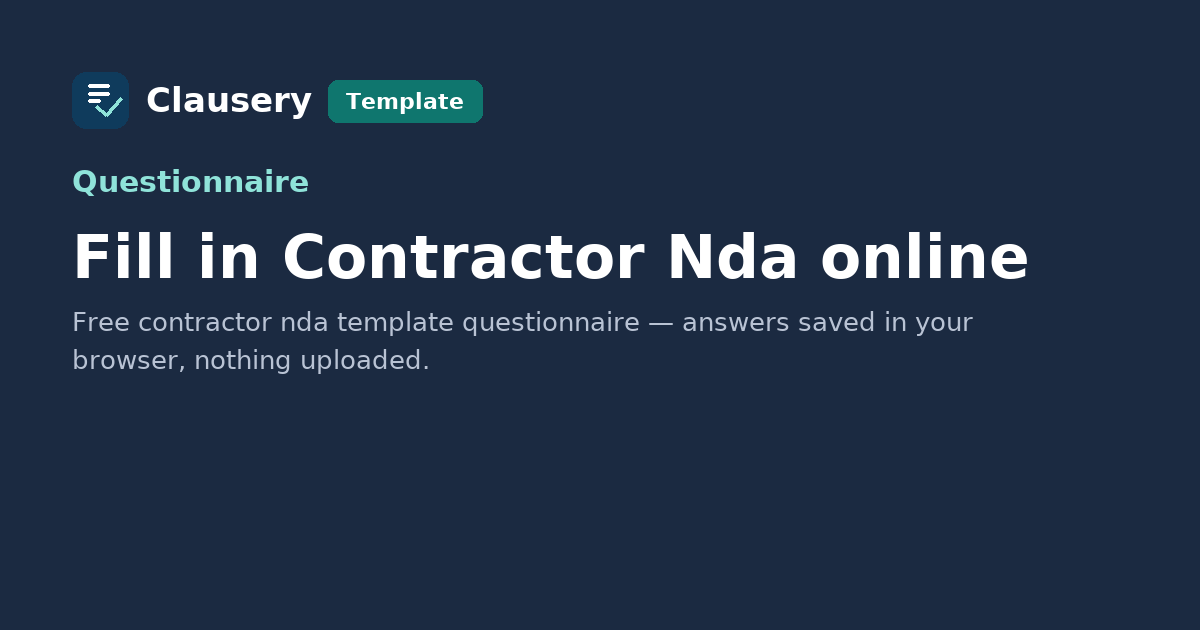 Clausery Template
Questionnaire
Fill in Contractor Nda online
Free contractor nda template questionnaire — answers saved in your
browser, nothing uploaded.